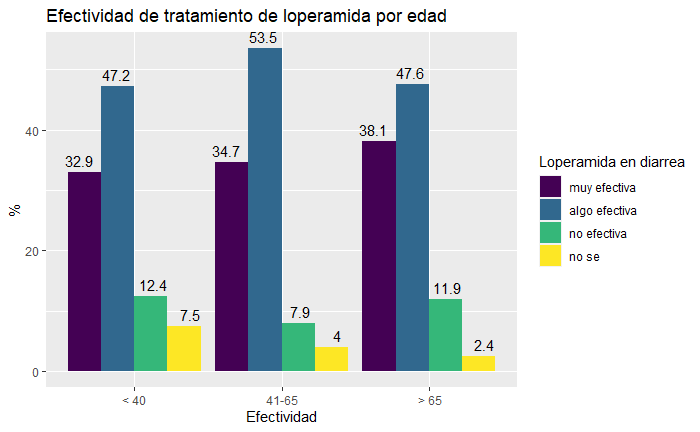 Efectividad de tratamiento de loperamida por edad
53.5
47.2
47.6
38.1
32.9
34.7
12.4
7.5
7.9
4
11.9
2.4
40
20
0
%
< 40
41-65
> 65
Efectividad
Loperamida en diarrea
muy efectiva
algo efectiva
no efectiva
no se